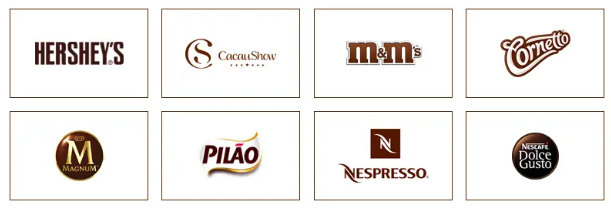 HERSHEY'S
CacauShow
m&m's
Cornetto
M
MAGNUM
PILÃO
N
NESPRESSO
NESCAFÉ
Dolce
Gusto